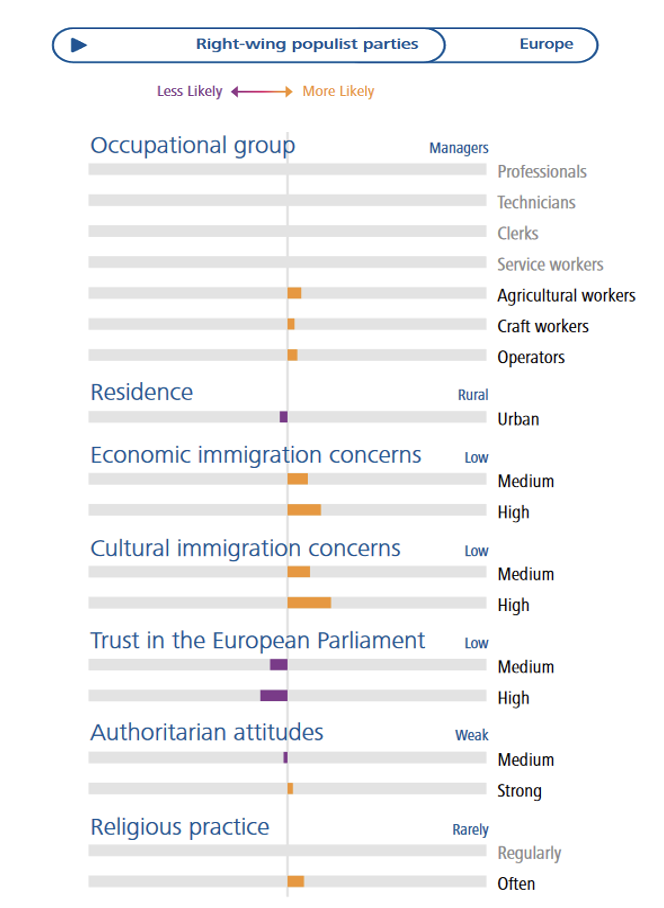 Right-wing populist parties Europe
Less Likely More Likely
Occupational group Managers
Professionals
Technicians
Clerks
Service workers
Agricultural workers
Craft workers
Operators
Residence Rural
Urban
Economic immigration concerns Low
Medium
High
Cultural immigration concerns Low
Medium
High
Trust in the European Parliament Low
Medium
High
Authoritarian attitudes Weak
Medium
Strong
Religious practice Rarely
Regularly
Often